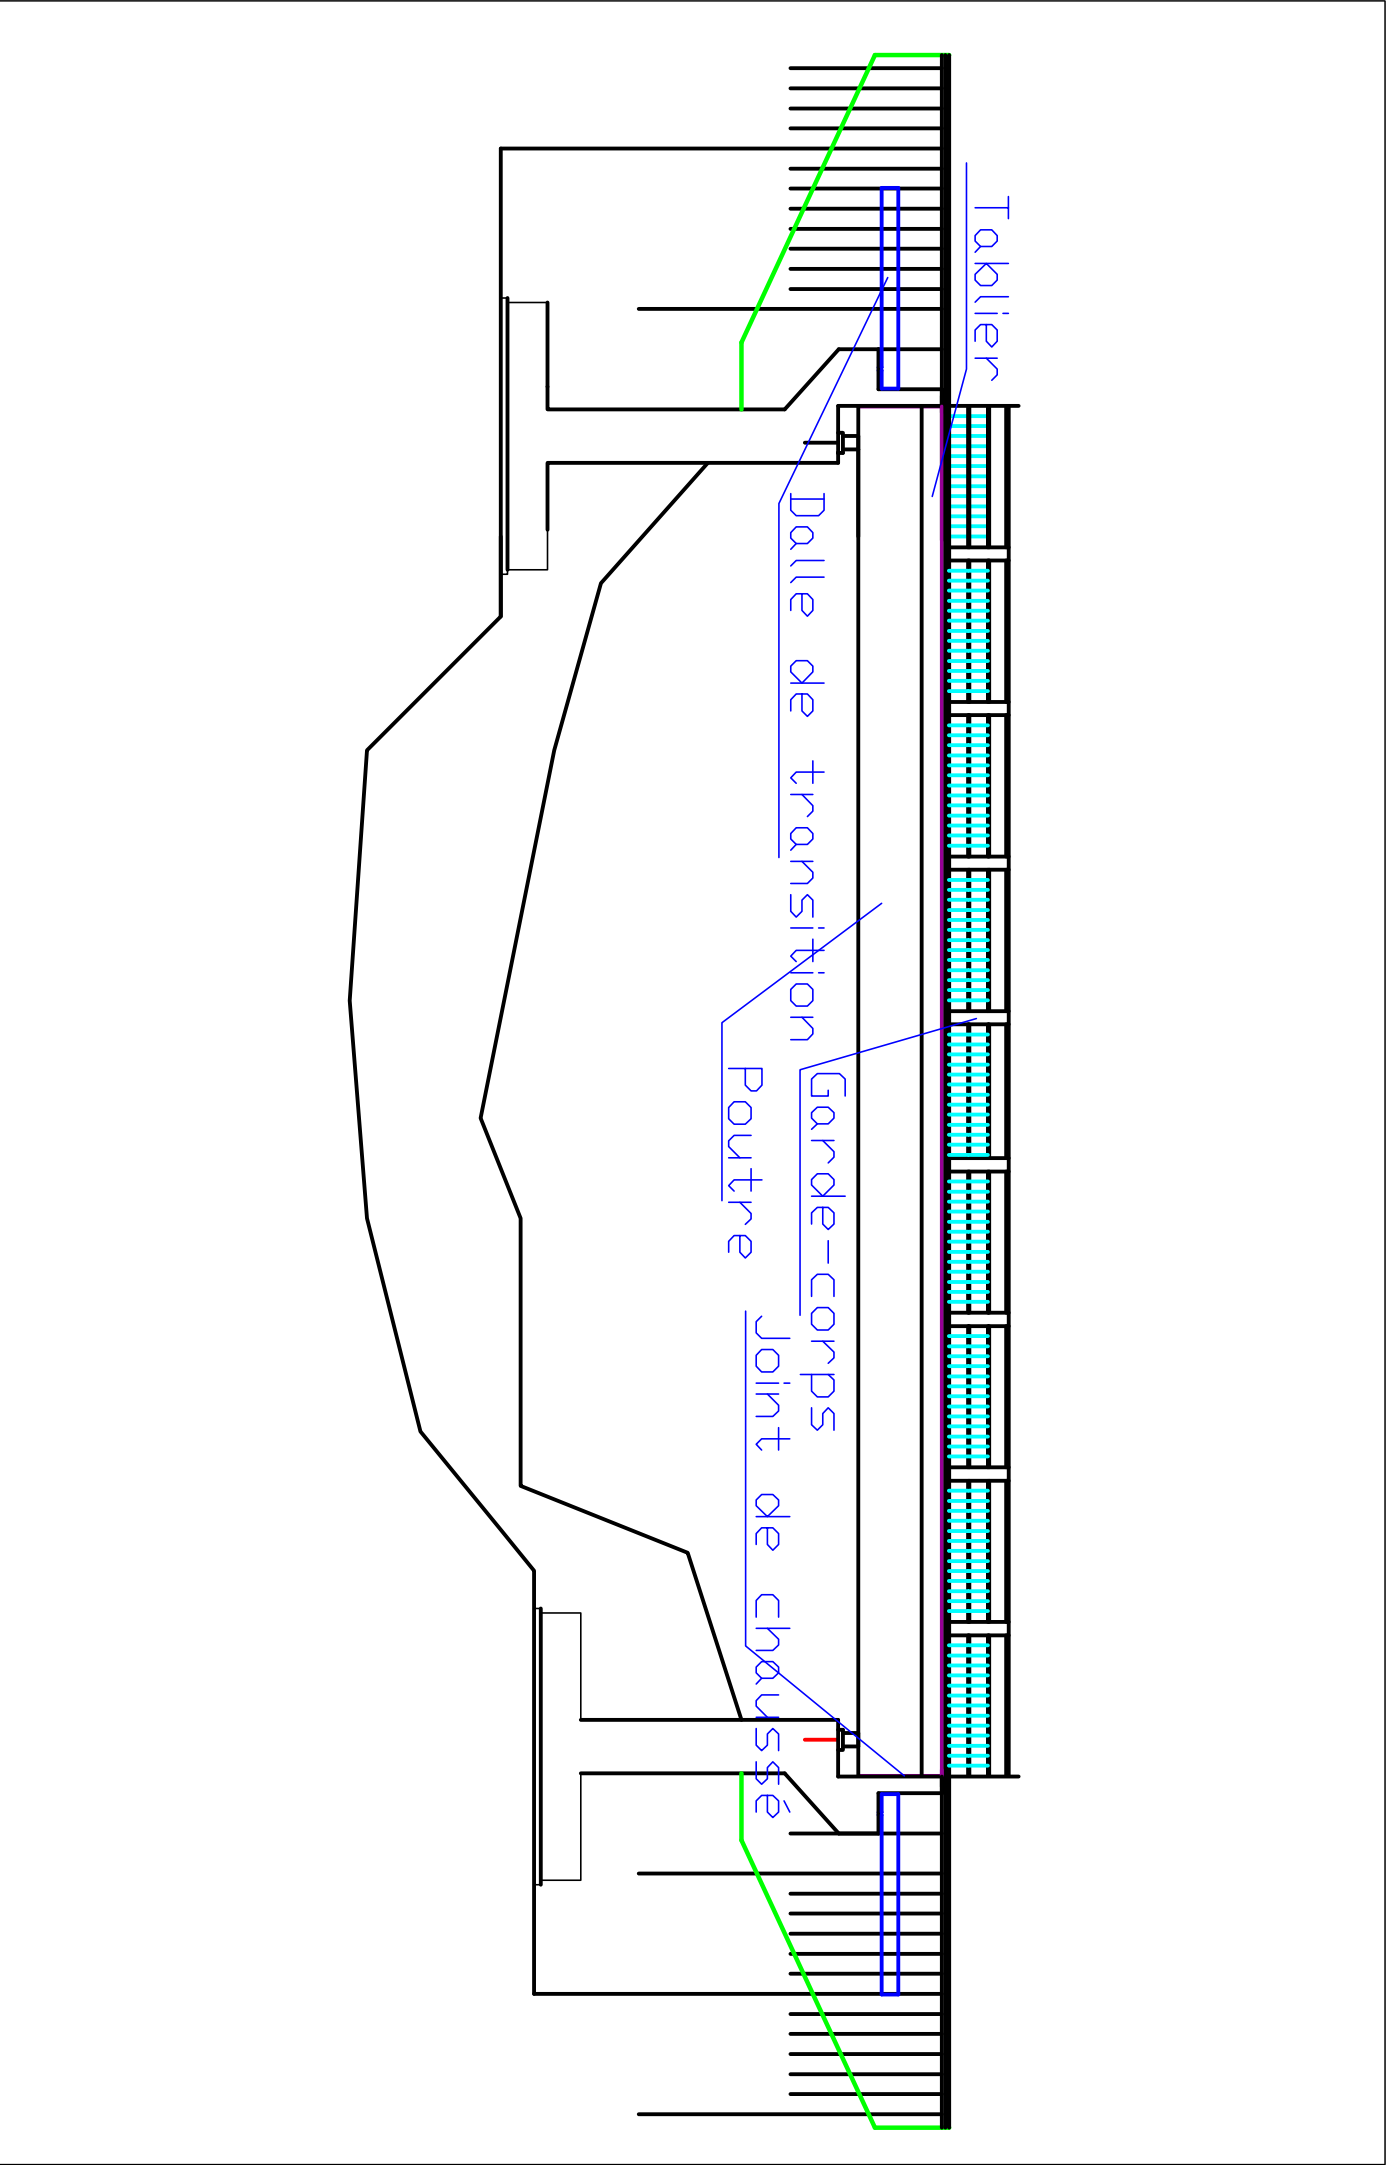 Tablier
Dalle de transition
Garde-corps
Poutre
Joint de chaussé